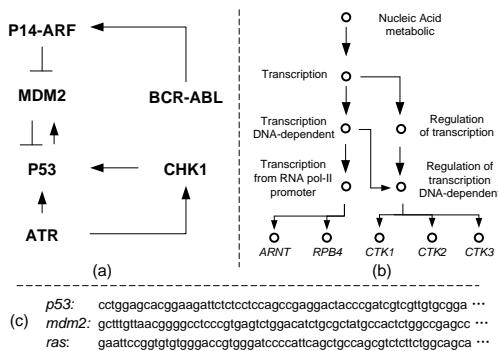 P14-ARF
MDM2
BCR-ABL
P53
CHK1
ATR
(a)
Nucleic Acid
metabolic
Transcription
Transcription
DNA-dependent
Regulation
of transcription
Transcription
from RNA pol-II
promoter
Regulation of
transcription
DNA-dependent
ARNT RPB4 CTK1 CTK2 CTK3
(b)
(c)
p53: cctggagcacggaagattctctcctccagccgaggactacccgatcgtcgttgtgcgga ...
mdm2: gctttgttaacggggcctcccgtgagtctggacatctgcgctatgccactctggccgagcc ...
ras: gaattccggtgtgtgggaccgtgggatccccattcagctgccagcgtctcttctggcagca ...